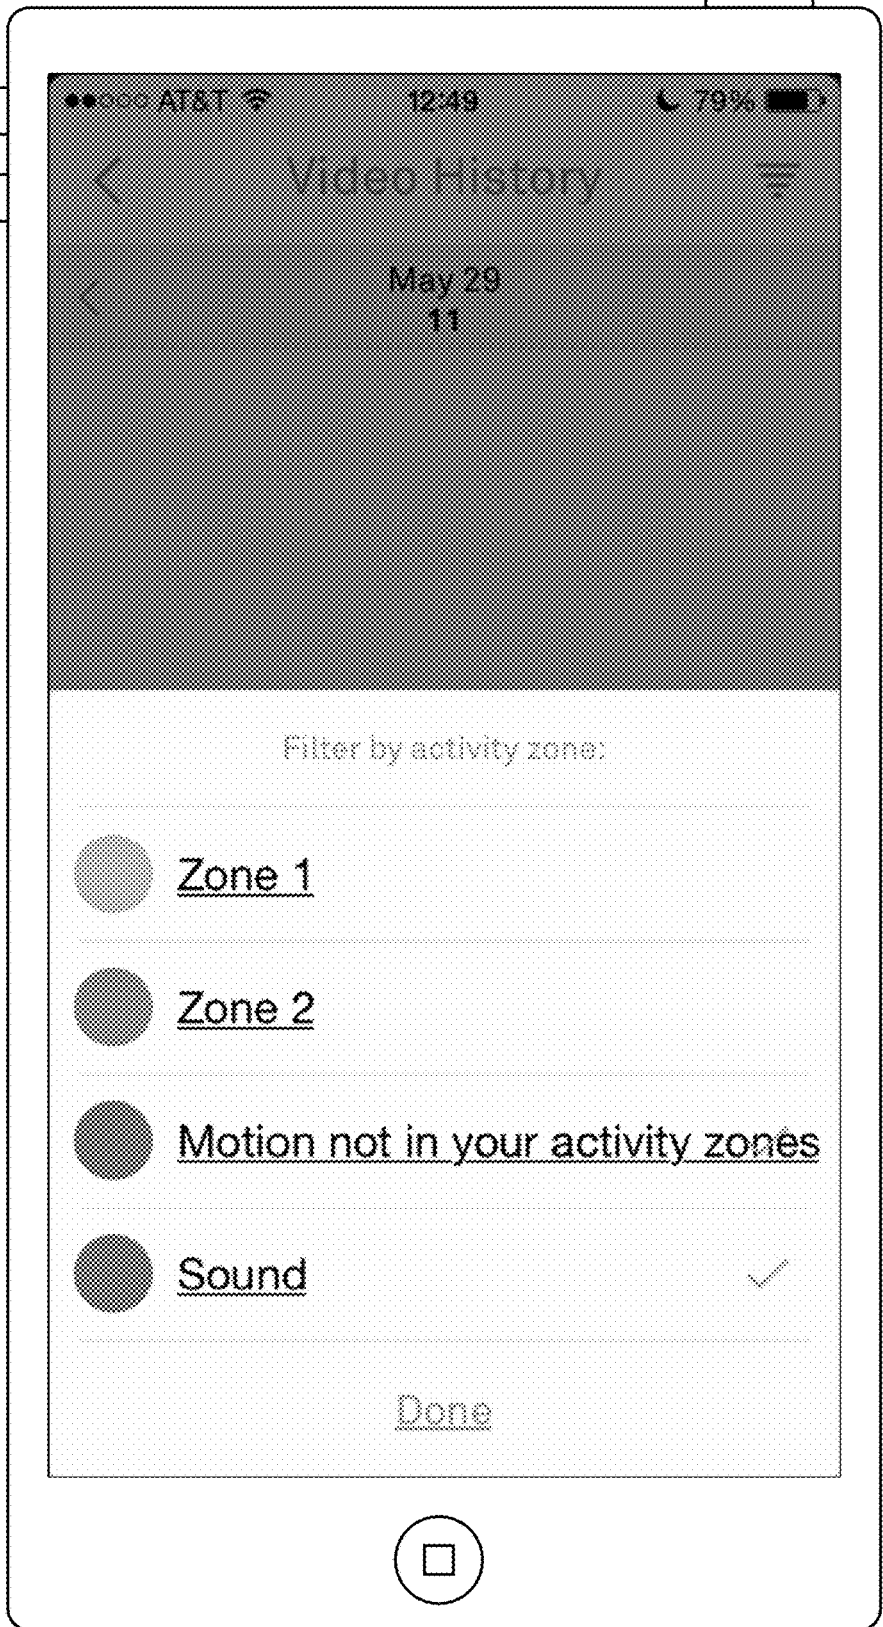 AT&T 12:49 79%
Video History
May 29
11
Filter by activity zone:
Zone 1
Zone 2
Motion not in your activity zones
Sound
Done